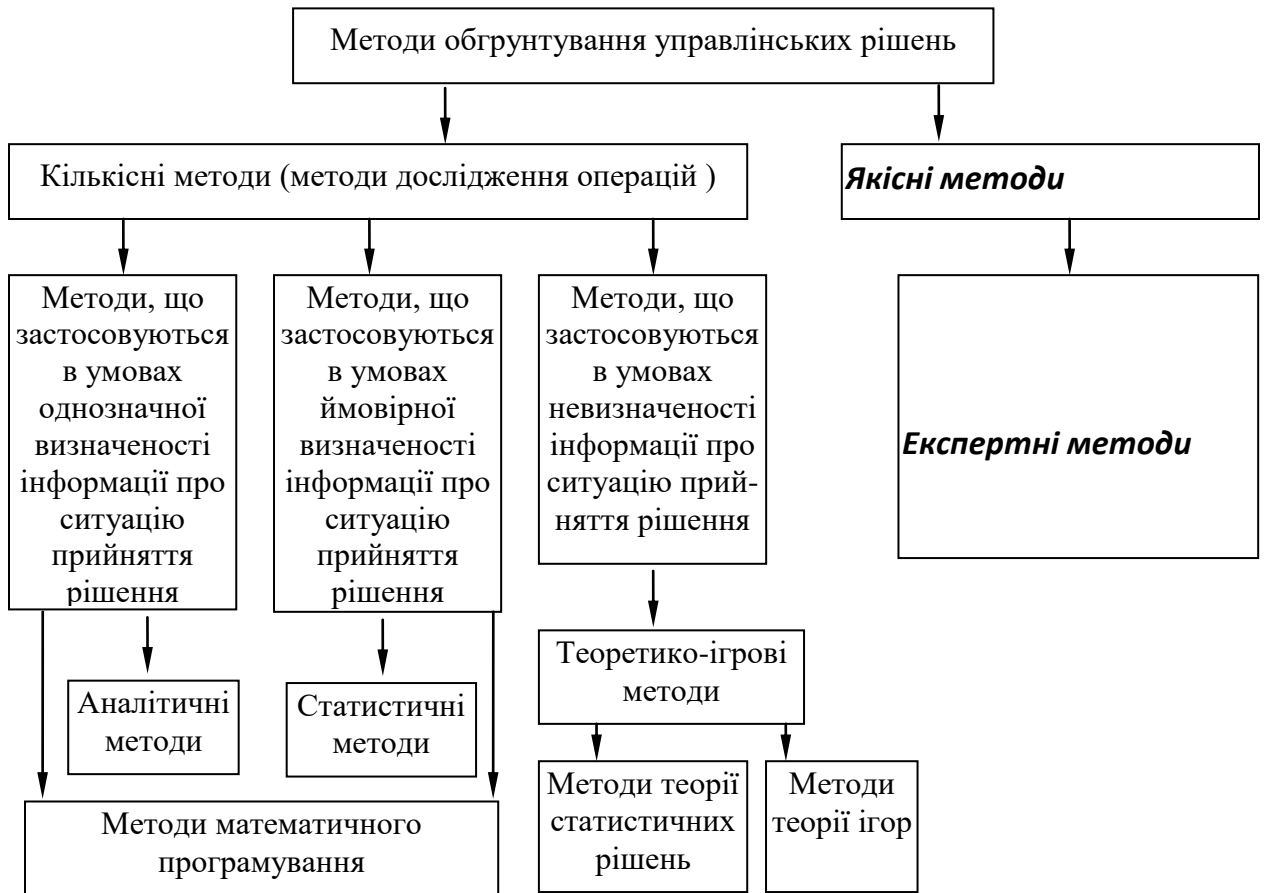 Методи обгрунтування управлінських рішень
Кількісні методи (методи дослідження операцій )
Якісні методи
Методи, що
застосовуються
в умовах
однозначної
визначеності
інформації про
ситуацію
прийняття
рішення
Методи, що
застосовуються
в умовах
ймовірної
визначеності
інформації про
ситуацію
прийняття
рішення
Методи, що
застосовуються
в умовах
невизначеності
інформації про
ситуацію прий-
няття рішення
Експертні методи
Аналітичні
методи
Статистичні
методи
Теоретико-ігрові
методи
Методи математичного
програмування
Методи теорії
статистичних
рішень
Методи
теорії ігор